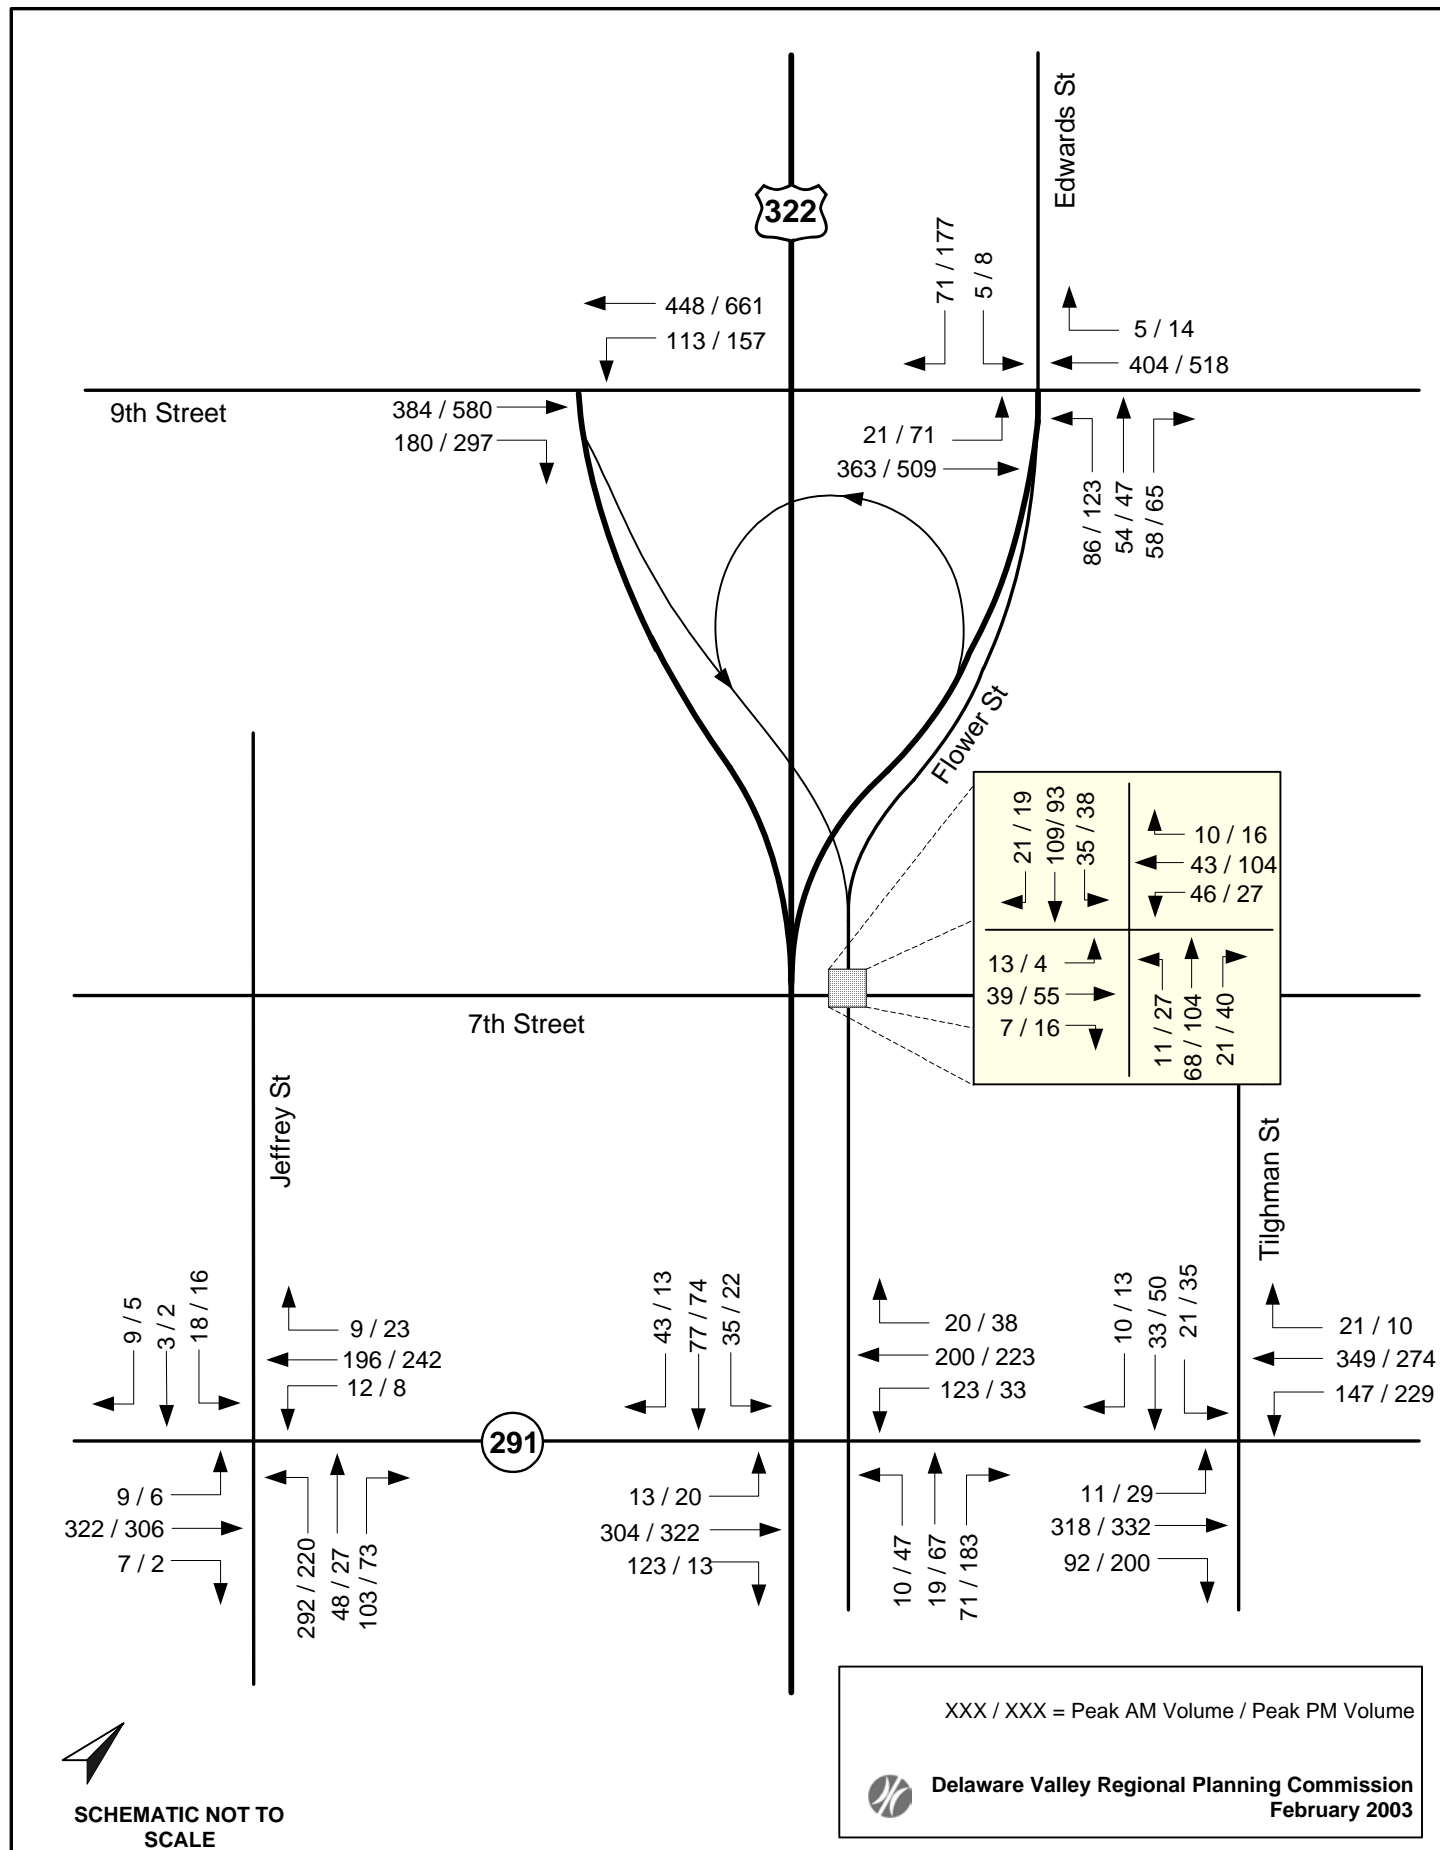 Edwards St
322
71 / 177
5 / 8
448 / 661
113 / 157
5 / 14
404 / 518
9th Street
384 / 580
180 / 297
21 / 71
363 / 509
86 / 123
54 / 47
58 / 65
Flower St
21 / 19
109/ 93
35 / 38
10 / 16
43 / 104
46 / 27
13 / 4
39 / 55
7 / 16
11 / 27
68 / 104
21 / 40
7th Street
Jeffrey St
Tilghman St
9 / 5
3 / 2
18 / 16
9 / 23
196 / 242
12 / 8
43 / 13
77 / 74
35 / 22
20 / 38
200 / 223
123 / 33
10 / 13
33 / 50
21 / 35
21 / 10
349 / 274
147 / 229
291
9 / 6
322 / 306
7 / 2
292 / 220
48 / 27
103 / 73
13 / 20
304 / 322
123 / 13
10 / 47
19 / 67
71 / 183
11 / 29
318 / 332
92 / 200
XXX / XXX = Peak AM Volume / Peak PM Volume
Delaware Valley Regional Planning Commission
February 2003
SCHEMATIC NOT TO
SCALE